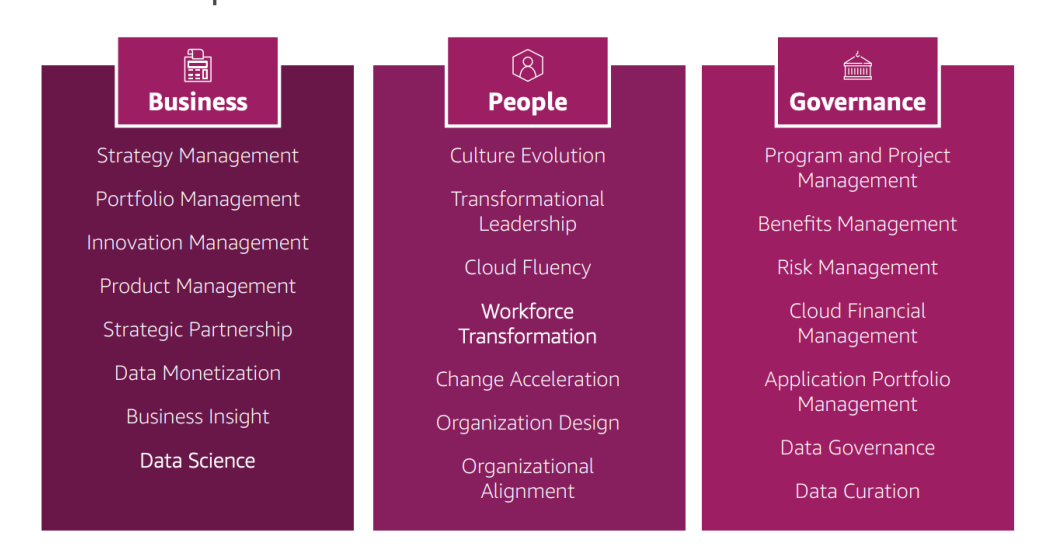 Business
Strategy Management
Portfolio Management
Innovation Management
Product Management
Strategic Partnership
Data Monetization
Business Insight
Data Science
People
Culture Evolution
Transformational
Leadership
Cloud Fluency
Workforce
Transformation
Change Acceleration
Organization Design
Organizational
Alignment
Governance
Program and Project
Management
Benefits Management
Risk Management
Cloud Financial
Management
Application Portfolio
Management
Data Governance
Data Curation